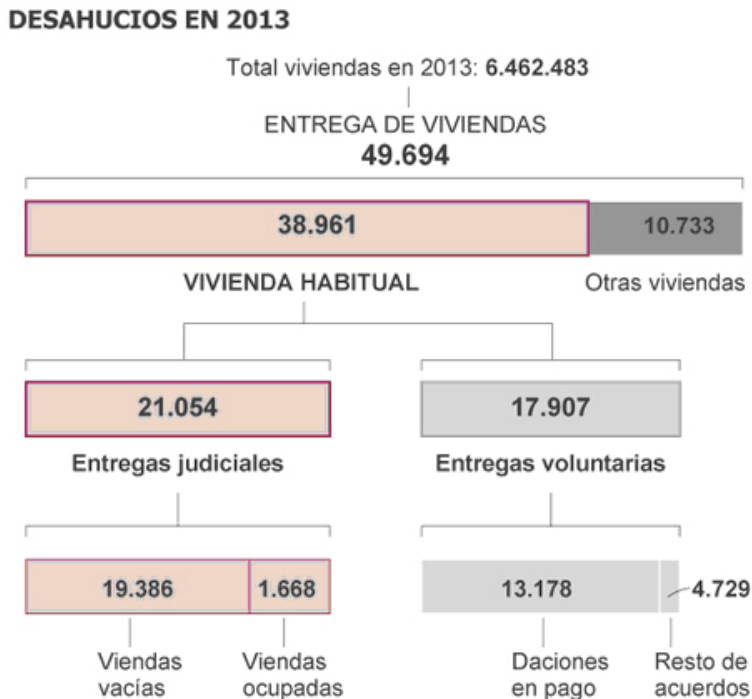 DESAHUCIOS EN 2013
Total viviendas en 2013: 6.462.483
ENTREGA DE VIVIENDAS
49.694
38.961
10.733
VIVIENDA HABITUAL
Otras viviendas
21.054
17.907
Entregas judiciales
Entregas voluntarias
19.386
1.668
13.178
4.729
Viendas
vacías
Viendas
ocupadas
Daciones
en pago
Resto de
acuerdos